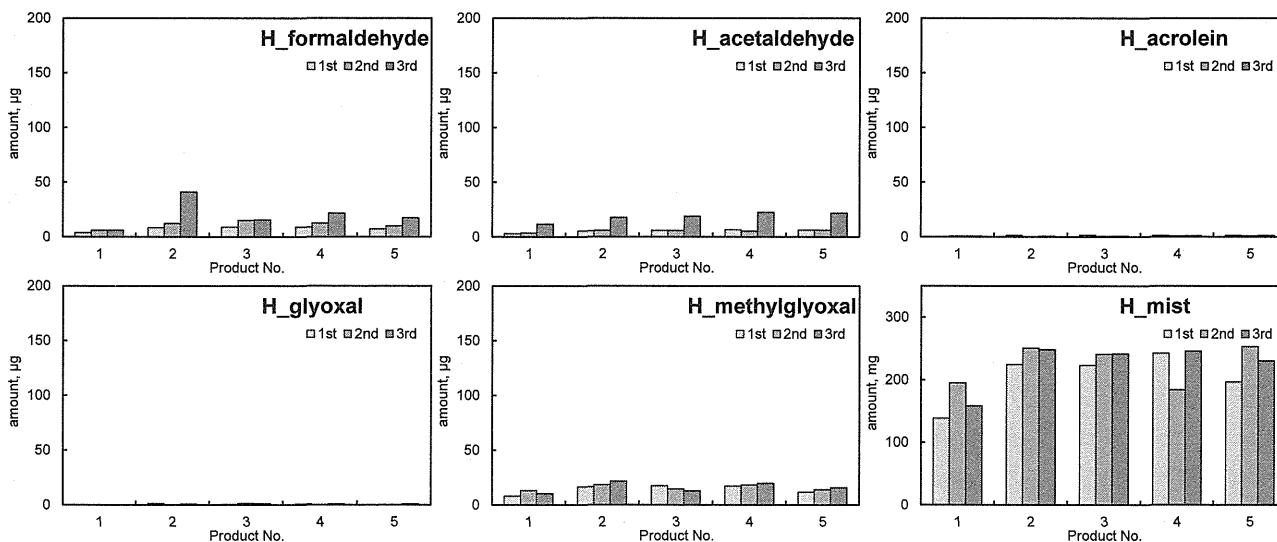 H_formaldehyde
1st 2nd 3rd
amount, µg
200
150
100
50
0
1 2 3 4 5
Product No.
H_acetaldehyde
1st 2nd 3rd
amount, µg
200
150
100
50
0
1 2 3 4 5
Product No.
H_acrolein
1st 2nd 3rd
amount, µg
200
150
100
50
0
1 2 3 4 5
Product No.
H_glyoxal
1st 2nd 3rd
amount, µg
200
150
100
50
0
1 2 3 4 5
Product No.
H_methylglyoxal
1st 2nd 3rd
amount, µg
200
150
100
50
0
1 2 3 4 5
Product No.
H_mist
1st 2nd 3rd
amount, mg
300
200
100
0
1 2 3 4 5
Product No.